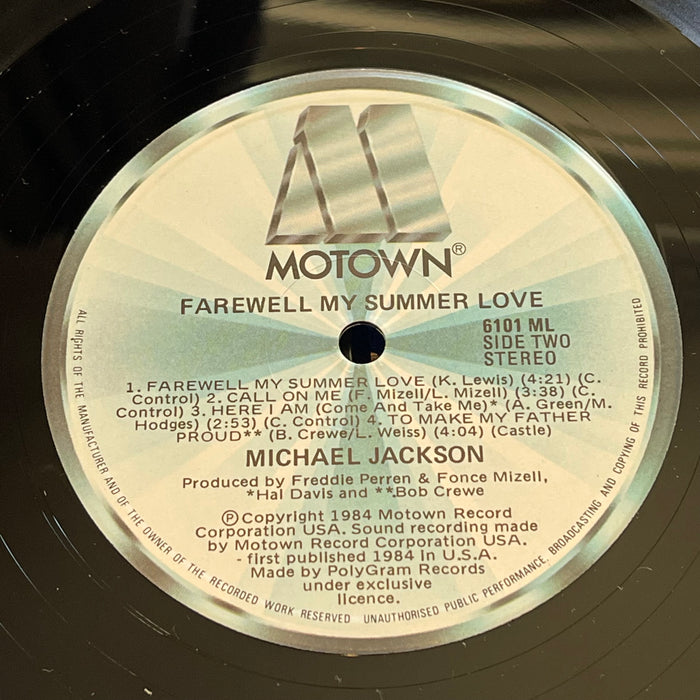 MOTOWN®
FAREWELL MY SUMMER LOVE
6101 ML
SIDE TWO
STEREO
1. FAREWELL MY SUMMER LOVE (K. Lewis) (4:21) (C.
Control) 2. CALL ON ME (F. Mizell/L. Mizell) (3:38) (C.
Control) 3. HERE I AM (Come And Take Me)* (A. Green/M.
Hodges) (2:53) (C. Control) 4. TO MAKE MY FATHER
PROUD** (B. Crewe/L. Weiss) (4:04) (Castle)
MICHAEL JACKSON
Produced by Freddie Perren & Fonce Mizell,
*Hal Davis and **Bob Crewe
ⓟCopyright 1984 Motown Record
Corporation USA. Sound recording made
by Motown Record Corporation USA.
- first published 1984 in U.S.A.
Made by PolyGram Records
under exclusive
licence.
ALL RIGHTS OF THE MANUFACTURER AND OF THE OWNER OF THE RECORDED WORK RESERVED UNAUTHORISED PUBLIC PERFORMANCE, BROADCASTING AND COPYING OF THIS RECORD PROHIBITED